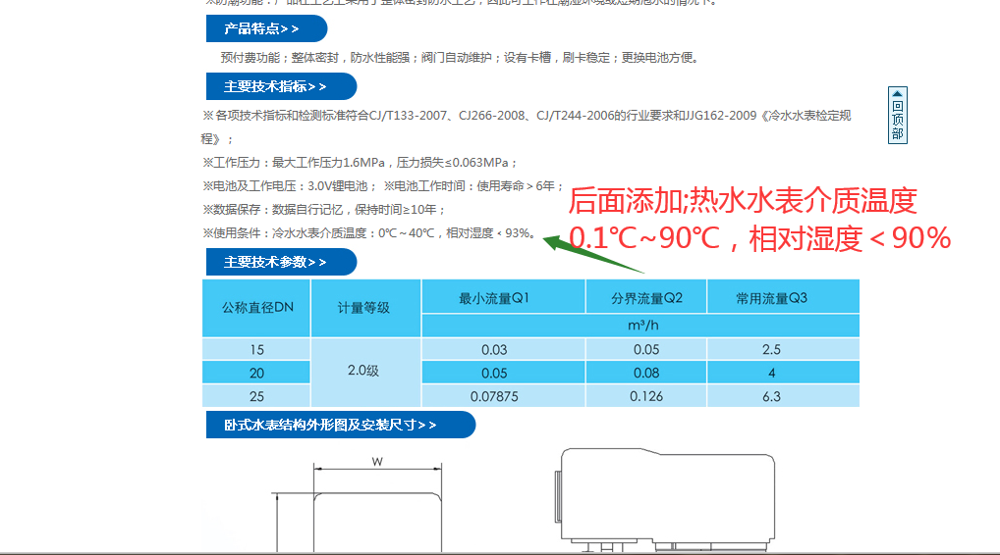 ※防潮功能：产品在工艺上采用了整体密封防水工艺，因此可工作在潮湿环境或短期泡水的情况下。
产品特点>>
预付费功能；整体密封，防水性能强；阀门自动维护；设有卡槽，刷卡稳定；更换电池方便。
主要技术指标>>
※各项技术指标和检测标准符合CJ/T133-2007、CJ266-2008、CJ/T244-2006的行业要求和JJG162-2009《冷水水表检定规
程》；
※工作压力：最大工作压力1.6MPa，压力损失≤0.063MPa；
※电池及工作电压：3.0V锂电池； ※电池工作时间：使用寿命＞6年；
※数据保存：数据自行记忆，保持时间≥10年；
※使用条件：冷水水表介质温度：0℃～40℃，相对湿度﹤93%。
后面添加;热水水表介质温度
0.1℃~90℃，相对湿度＜90%
回顶部
主要技术参数>>
公称直径DN 计量等级 最小流量Q1 分界流量Q2 常用流量Q3
m³/h
15 2.0级 0.03 0.05 2.5
20 0.05 0.08 4
25 0.07875 0.126 6.3
卧式水表结构外形图及安装尺寸>>
W